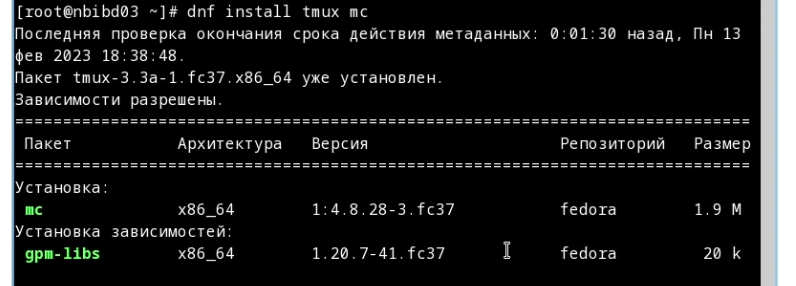 [root@nbibd03 ~]# dnf install tmux mc
Последняя проверка окончания срока действия метаданных: 0:01:30 назад, Пн 13
фев 2023 18:38:48.
Пакет tmux-3.3a-1.fc37.x86_64 уже установлен.
Зависимости разрешены.
================================================================================
Пакет Архитектура Версия Репозиторий Размер
================================================================================
Установка:
mc x86_64 1:4.8.28-3.fc37 fedora 1.9 M
Установка зависимостей:
gpm-libs x86_64 1.20.7-41.fc37 fedora 20 k